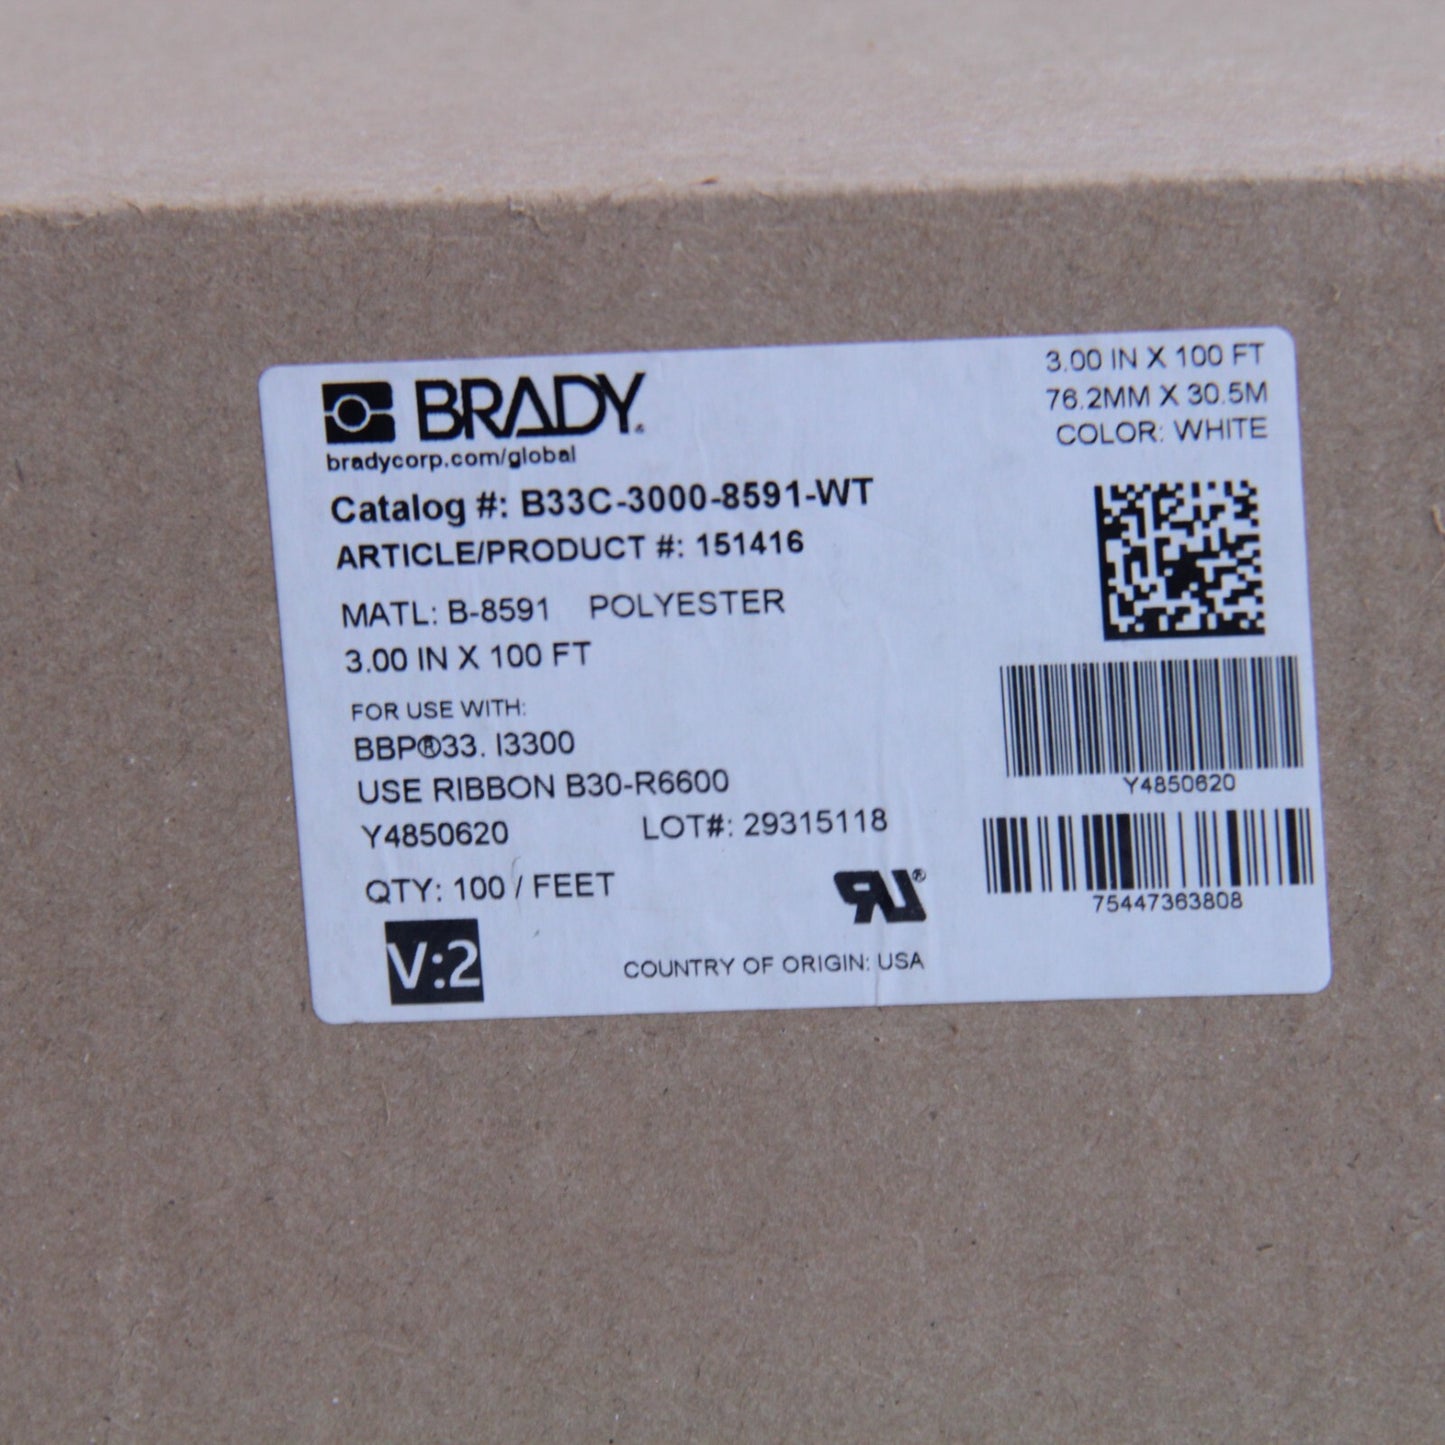 BRADY®
bradycorp.com/global
3.00 IN X 100 FT
76.2MM X 30.5M
COLOR: WHITE
Catalog #: B33C-3000-8591-WT
ARTICLE/PRODUCT #: 151416
MATL: B-8591 POLYESTER
3.00 IN X 100 FT
FOR USE WITH:
BBP®33. I3300
USE RIBBON B30-R6600
Y4850620 LOT#: 29315118
QTY: 100 / FEET
V:2
RU®
COUNTRY OF ORIGIN: USA
Y4850620
75447363808